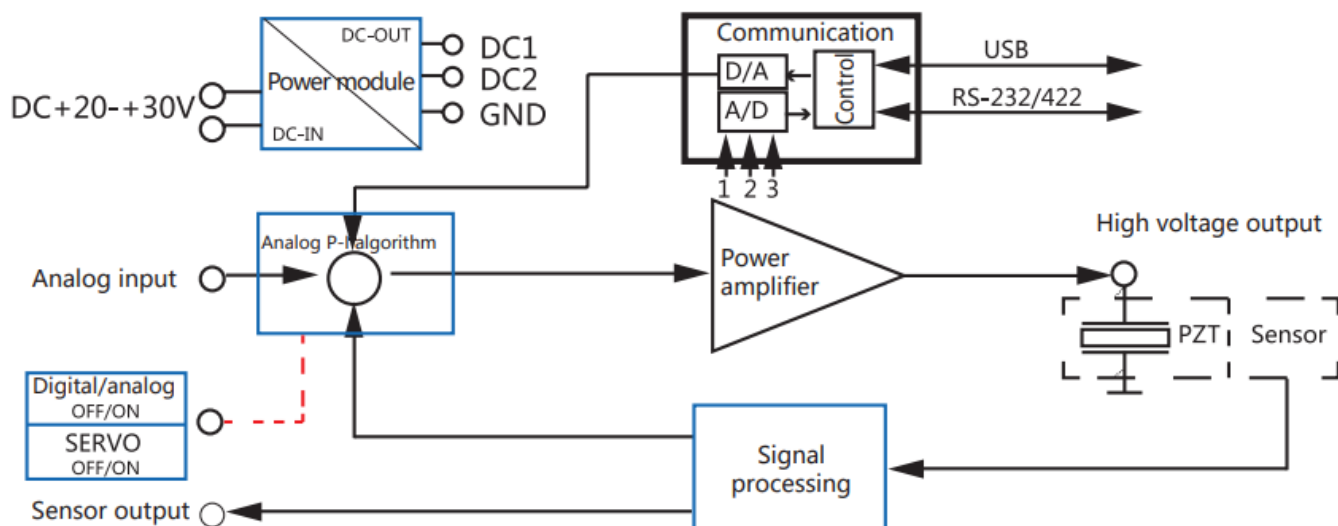 DC-OUT
Power module
DC-IN
DC+20-+30V
DC1
DC2
GND
Communication
D/A
A/D
Control
USB
RS-232/422
1 2 3
Analog P-I algorithm
Analog input
Power
amplifier
High voltage output
PZT
Sensor
Digital/analog
OFF/ON
SERVO
OFF/ON
Signal
processing
Sensor output